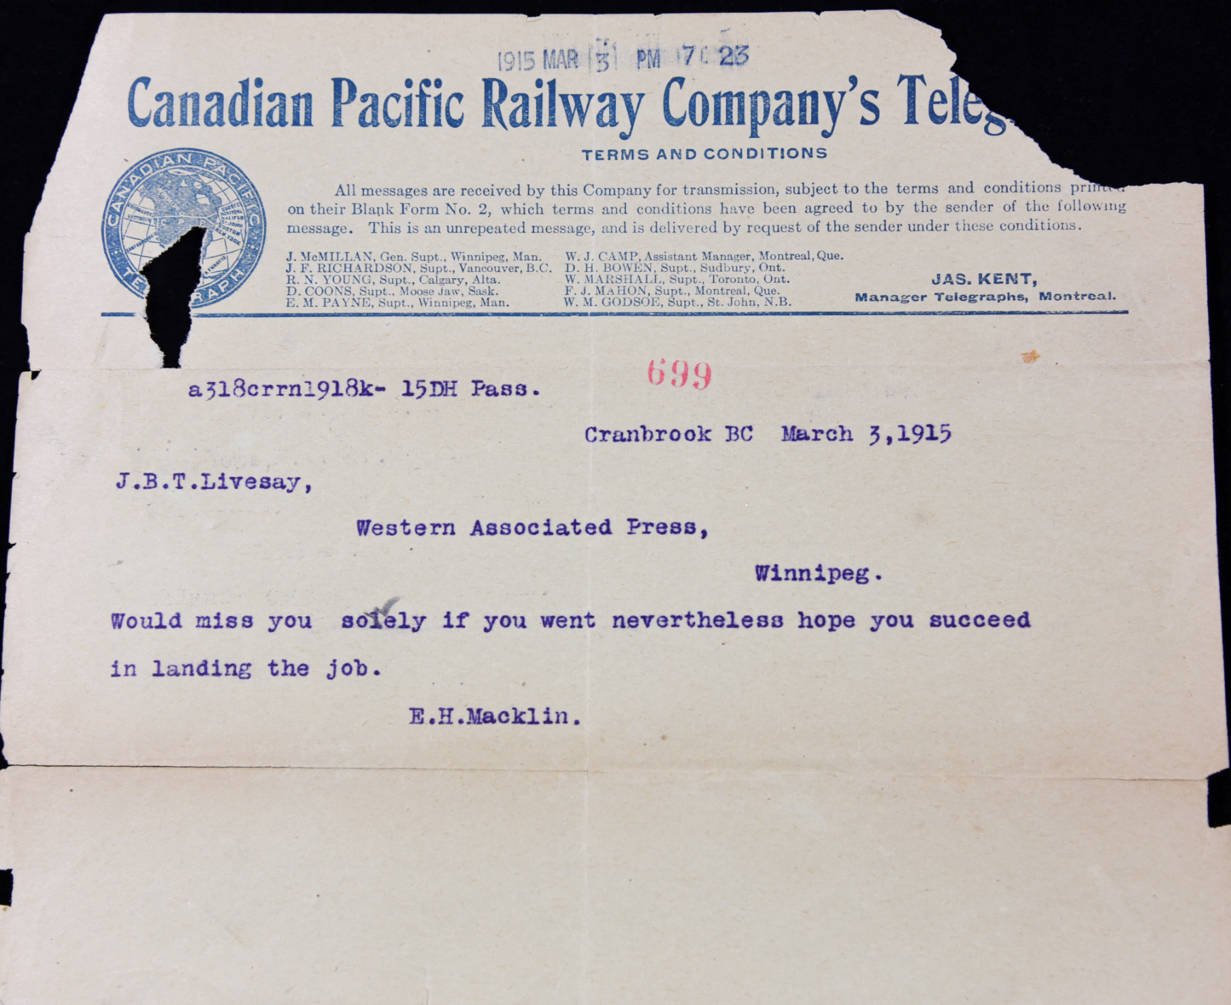 1915 MAR 3 PM 7: 23
Canadian Pacific Railway Company's Teleg
TERMS AND CONDITIONS
CANADIAN PACIFIC
All messages are received by this Company for transmission, subject to the terms and conditions printed
on their Blank Form No. 2, which terms and conditions have been agreed to by the sender of the following
message. This is an unrepeated message, and is delivered by request of the sender under these conditions.
J. McMILLAN, Gen. Supt., Winnipeg, Man.
J. F. RICHARDSON, Supt., Vancouver, B.C.
R. N. YOUNG, Supt., Calgary, Alta.
D. COONS, Supt., Moose Jaw, Sask.
E. M. PAYNE, Supt., Winnipeg, Man.
W. J. CAMP, Assistant Manager, Montreal, Que.
D. H. BOWEN, Supt., Sudbury, Ont.
W. MARSHALL, Supt., Toronto, Ont.
F. J. MAHON, Supt., Montreal, Que.
W. M. GODSOE, Supt., St. John, N.B.
JAS. KENT,
Manager Telegraphs, Montreal.
699
a318crrn1918k- 15DH Pass.
Cranbrook BC March 3,1915
J.B.T.Livesay,
Western Associated Press,
Winnipeg.
Would miss you solely if you went nevertheless hope you succeed
in landing the job.
E.H.Macklin.